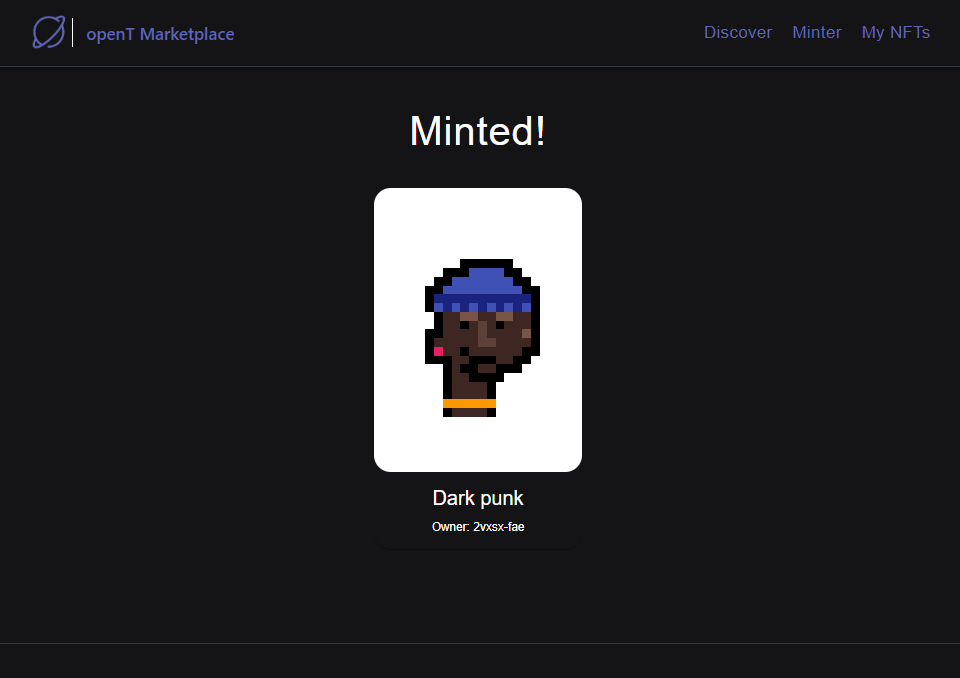 openT Marketplace
Discover Minter My NFTs
Minted!
Dark punk
Owner: 2vxsx-fae